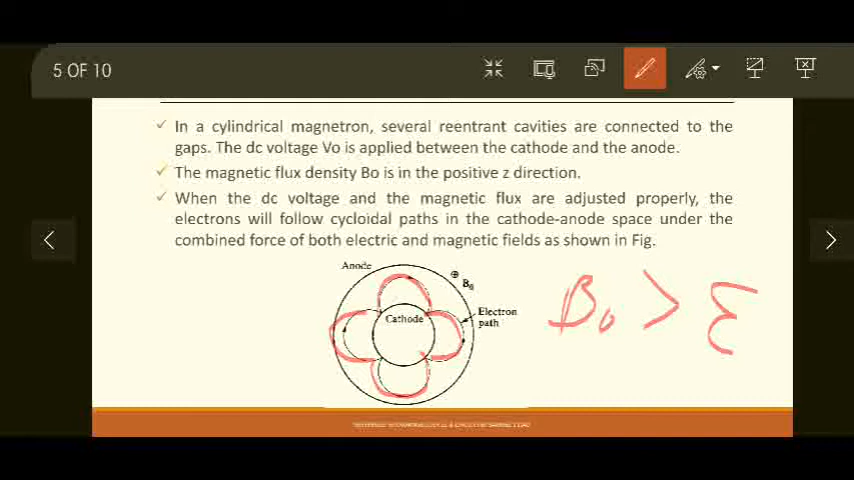 5 OF 10
✓ In a cylindrical magnetron, several reentrant cavities are connected to the
gaps. The dc voltage Vo is applied between the cathode and the anode.
✓ The magnetic flux density Bo is in the positive z direction.
✓ When the dc voltage and the magnetic flux are adjusted properly, the
electrons will follow cycloidal paths in the cathode-anode space under the
combined force of both electric and magnetic fields as shown in Fig.
Anode
B₀
Cathode
Electron
path
B₀ > Ɛ